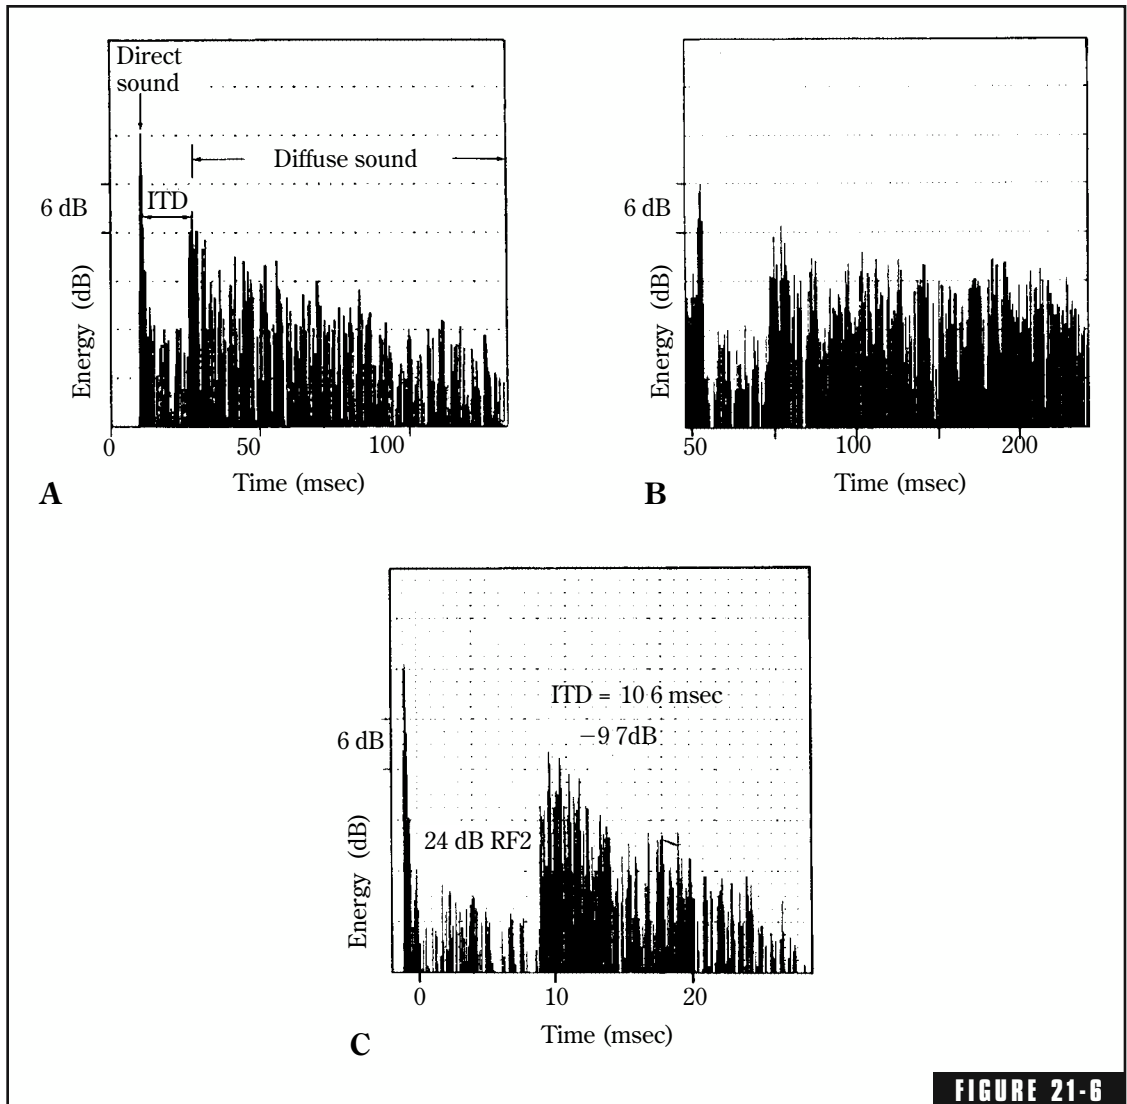 Direct
sound
Diffuse sound
ITD
6 dB
Energy (dB)
0 50 100
Time (msec)
A
6 dB
Energy (dB)
50 100 200
Time (msec)
B
ITD = 10 6 msec
−9 7dB
6 dB
24 dB RF2
Energy (dB)
0 10 20
Time (msec)
C
FIGURE 21-6